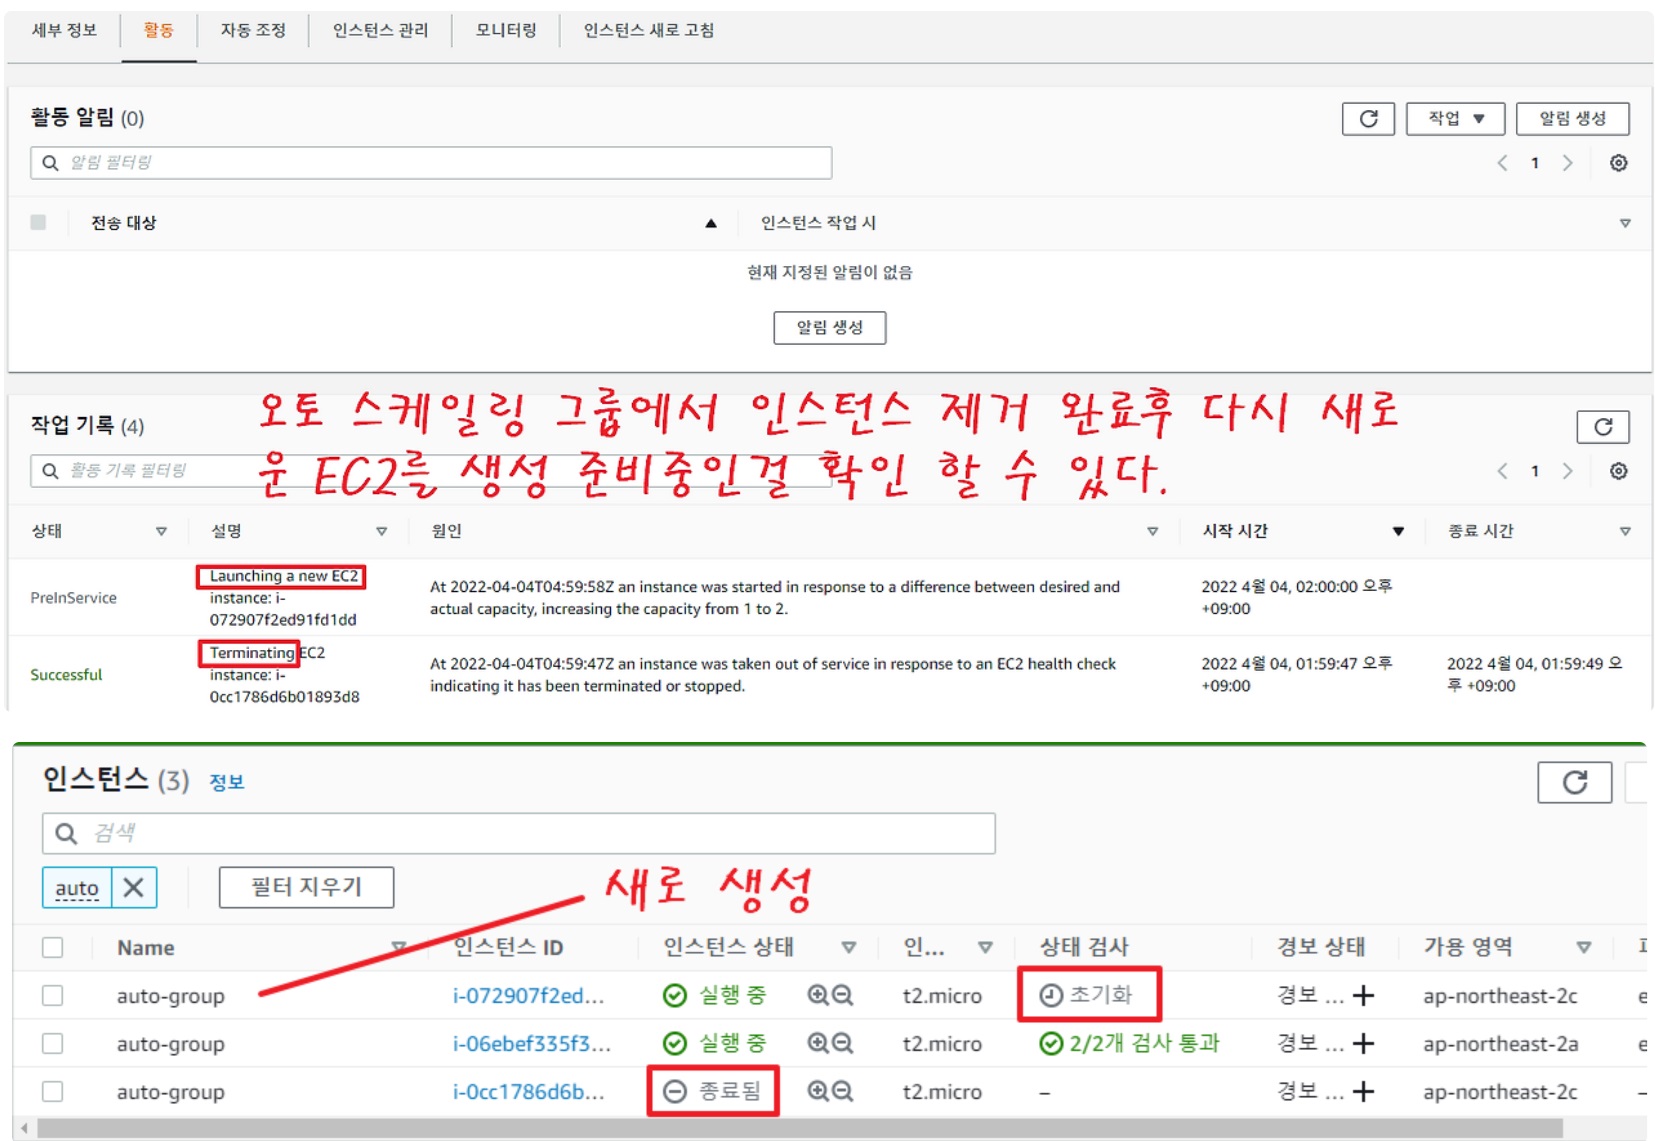 세부 정보 활동 자동 조정 인스턴스 관리 모니터링 인스턴스 새로 고침
활동 알림 (0) 작업 ▼ 알림 생성
알림 필터링 1
전송 대상 인스턴스 작업 시
현재 지정된 알림이 없음
알림 생성
오토 스케일링 그룹에서 인스턴스 제거 완료후 다시 새로
운 EC2를 생성 준비중인걸 확인 할 수 있다.
작업 기록 (4)
활동 기록 필터링 1
상태 설명 원인 시작 시간 종료 시간
PreInService
Launching a new EC2
instance: i-
072907f2ed91fd1dd
At 2022-04-04T04:59:58Z an instance was started in response to a difference between desired and
actual capacity, increasing the capacity from 1 to 2.
2022 4월 04, 02:00:00 오후
+09:00
Successful
Terminating EC2
instance: i-
0cc1786d6b01893d8
At 2022-04-04T04:59:47Z an instance was taken out of service in response to an EC2 health check
indicating it has been terminated or stopped.
2022 4월 04, 01:59:47 오후
+09:00
2022 4월 04, 01:59:49 오
후 +09:00
인스턴스 (3) 정보
검색
auto 필터 지우기
새로 생성
Name 인스턴스 ID 인스턴스 상태 인... 상태 검사 경보 상태 가용 영역
auto-group i-072907f2ed... 실행 중 t2.micro 초기화 경보 ... + ap-northeast-2c e
auto-group i-06ebef335f3... 실행 중 t2.micro 2/2개 검사 통과 경보 ... + ap-northeast-2a e
auto-group i-0cc1786d6b... 종료됨 t2.micro – 경보 ... + ap-northeast-2c –